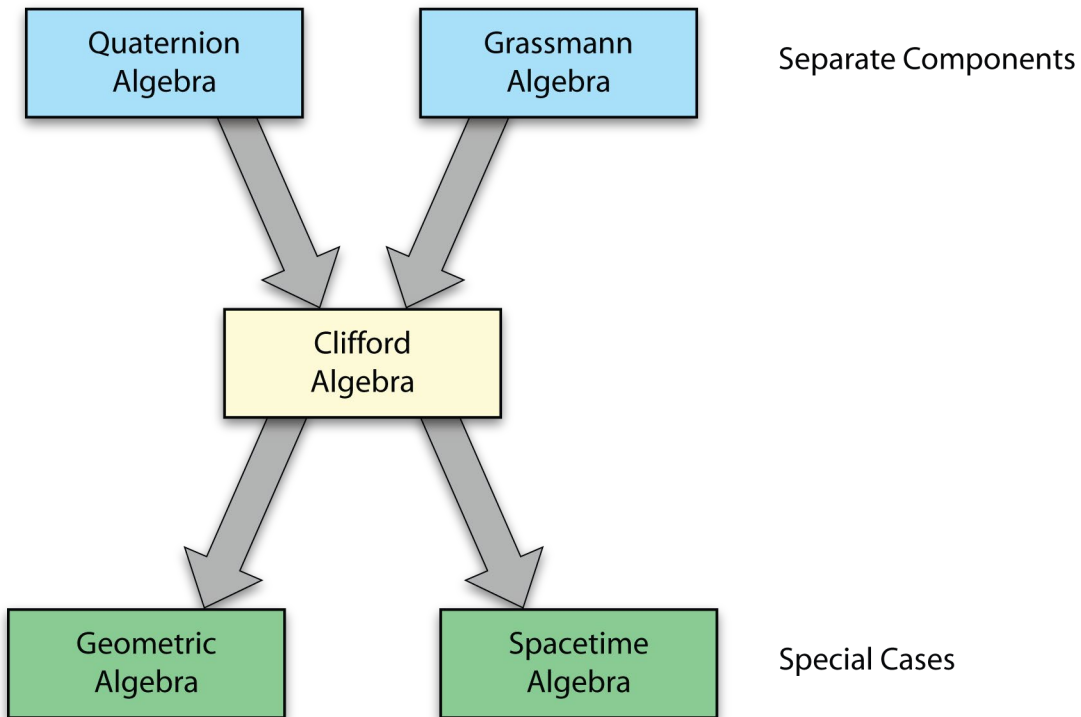 Quaternion
Algebra
Grassmann
Algebra
Separate Components
Clifford
Algebra
Geometric
Algebra
Spacetime
Algebra
Special Cases